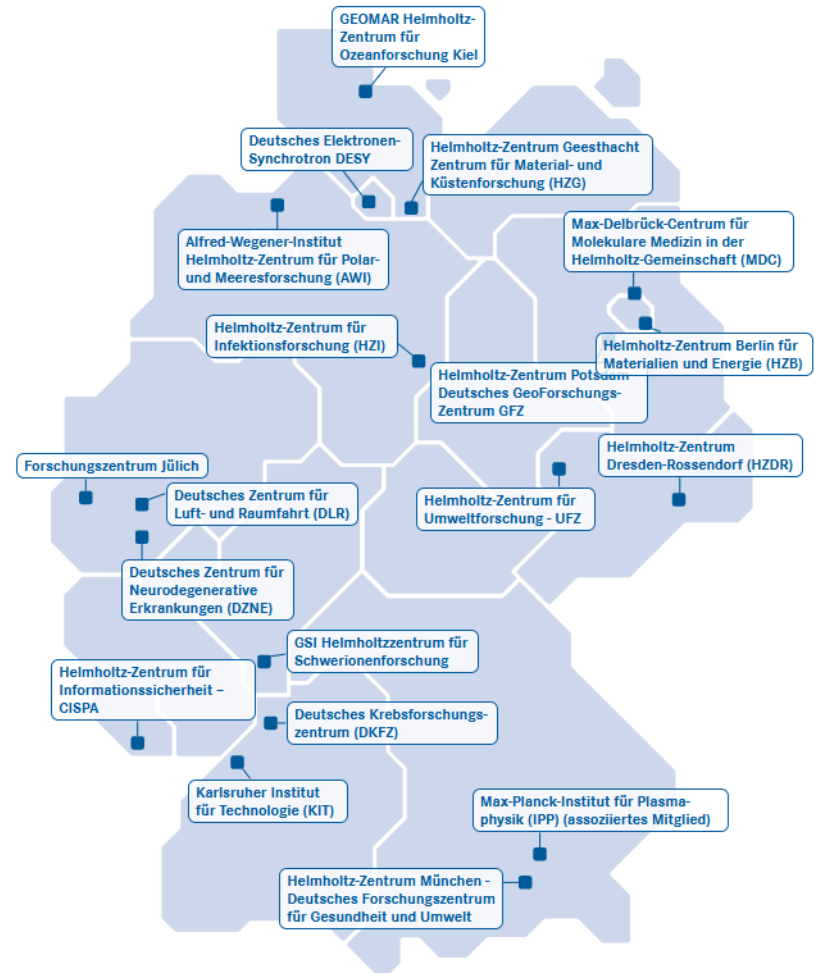 GEOMAR Helmholtz-
Zentrum für
Ozeanforschung Kiel
Deutsches Elektronen-
Synchrotron DESY
Helmholtz-Zentrum Geesthacht
Zentrum für Material- und
Küstenforschung (HZG)
Alfred-Wegener-Institut
Helmholtz-Zentrum für Polar-
und Meeresforschung (AWI)
Max-Delbrück-Centrum für
Molekulare Medizin in der
Helmholtz-Gemeinschaft (MDC)
Helmholtz-Zentrum für
Infektionsforschung (HZI)
Helmholtz-Zentrum Berlin für
Materialien und Energie (HZB)
Helmholtz-Zentrum Potsdam
Deutsches GeoForschungs-
Zentrum GFZ
Helmholtz-Zentrum
Dresden-Rossendorf (HZDR)
Forschungszentrum Jülich
Deutsches Zentrum für
Luft- und Raumfahrt (DLR)
Helmholtz-Zentrum für
Umweltforschung - UFZ
Deutsches Zentrum für
Neurodegenerative
Erkrankungen (DZNE)
GSI Helmholtzzentrum für
Schwerionenforschung
Helmholtz-Zentrum für
Informationssicherheit –
CISPA
Deutsches Krebsforschungs-
zentrum (DKFZ)
Karlsruher Institut
für Technologie (KIT)
Max-Planck-Institut für Plasma-
physik (IPP) (assoziiertes Mitglied)
Helmholtz-Zentrum München -
Deutsches Forschungszentrum
für Gesundheit und Umwelt